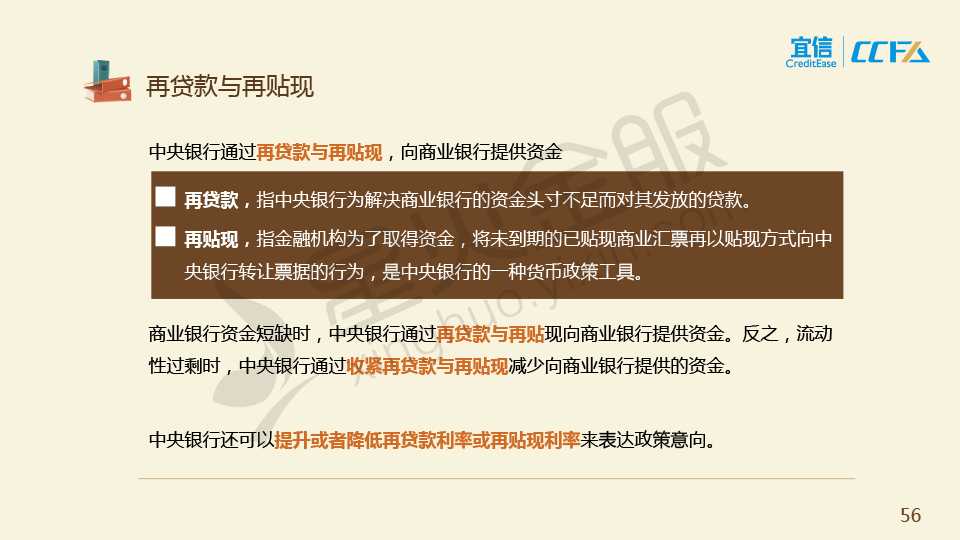 宜信
CreditEase
CCFA
再贷款与再贴现
中央银行通过再贷款与再贴现，向商业银行提供资金
再贷款，指中央银行为解决商业银行的资金头寸不足而对其发放的贷款。
再贴现，指金融机构为了取得资金，将未到期的已贴现商业汇票再以贴现方式向中
央银行转让票据的行为，是中央银行的一种货币政策工具。
商业银行资金短缺时，中央银行通过再贷款与再贴现向商业银行提供资金。反之，流动
性过剩时，中央银行通过收紧再贷款与再贴现减少向商业银行提供的资金。
中央银行还可以提升或者降低再贷款利率或再贴现利率来表达政策意向。
56